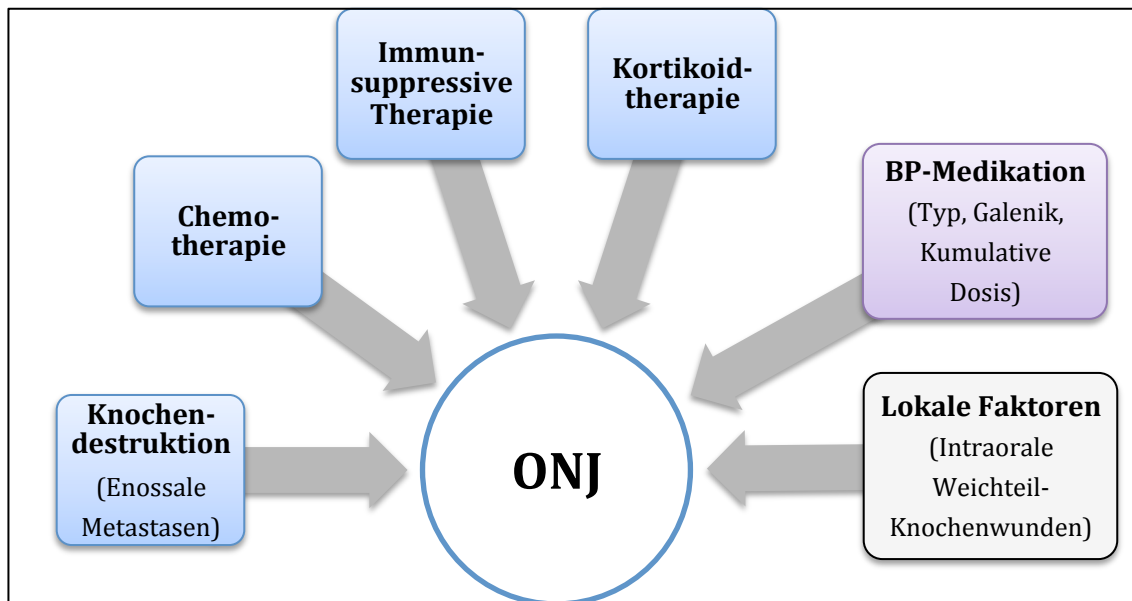 Immun-
suppressive
Therapie
Kortikoid-
therapie
Chemo-
therapie
BP-Medikation
(Typ, Galenik,
Kumulative
Dosis)
Knochen-
destruktion
(Enossale
Metastasen)
ONJ
Lokale Faktoren
(Intraorale
Weichteil-
Knochenwunden)